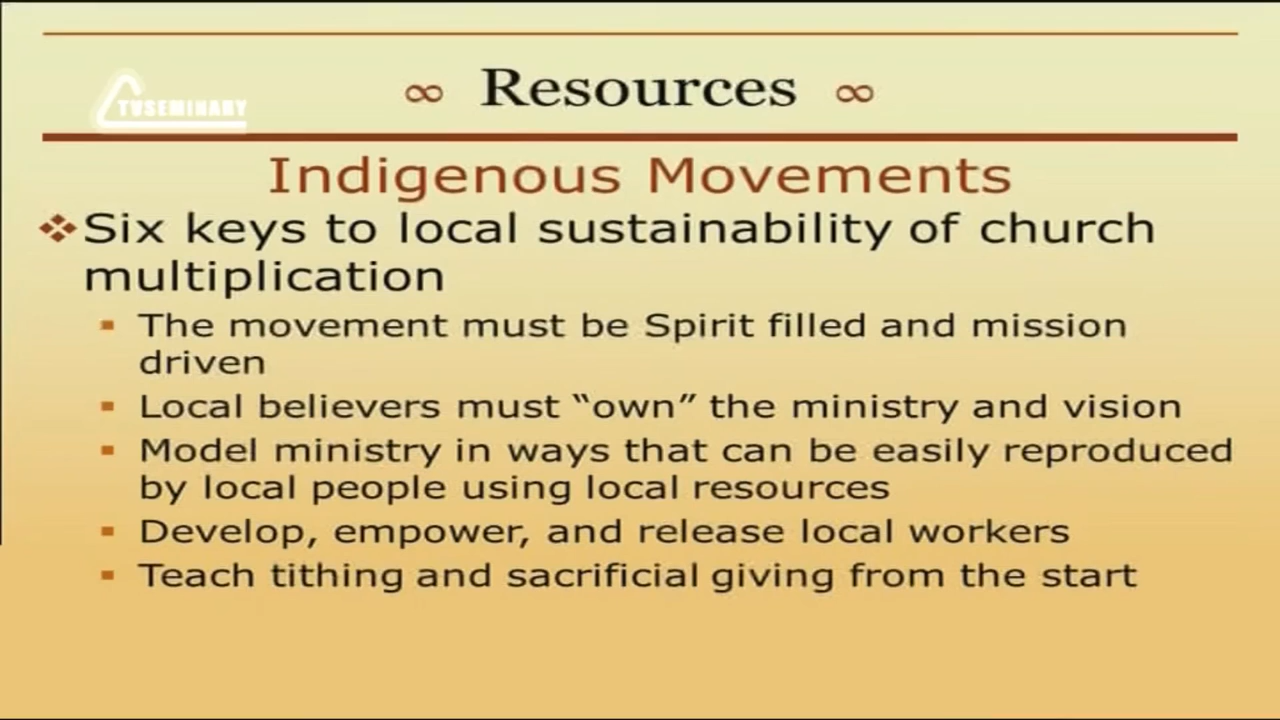 TVSEMINARY
∞ Resources ∞
Indigenous Movements
Six keys to local sustainability of church
multiplication
The movement must be Spirit filled and mission
driven
Local believers must “own” the ministry and vision
Model ministry in ways that can be easily reproduced
by local people using local resources
Develop, empower, and release local workers
Teach tithing and sacrificial giving from the start